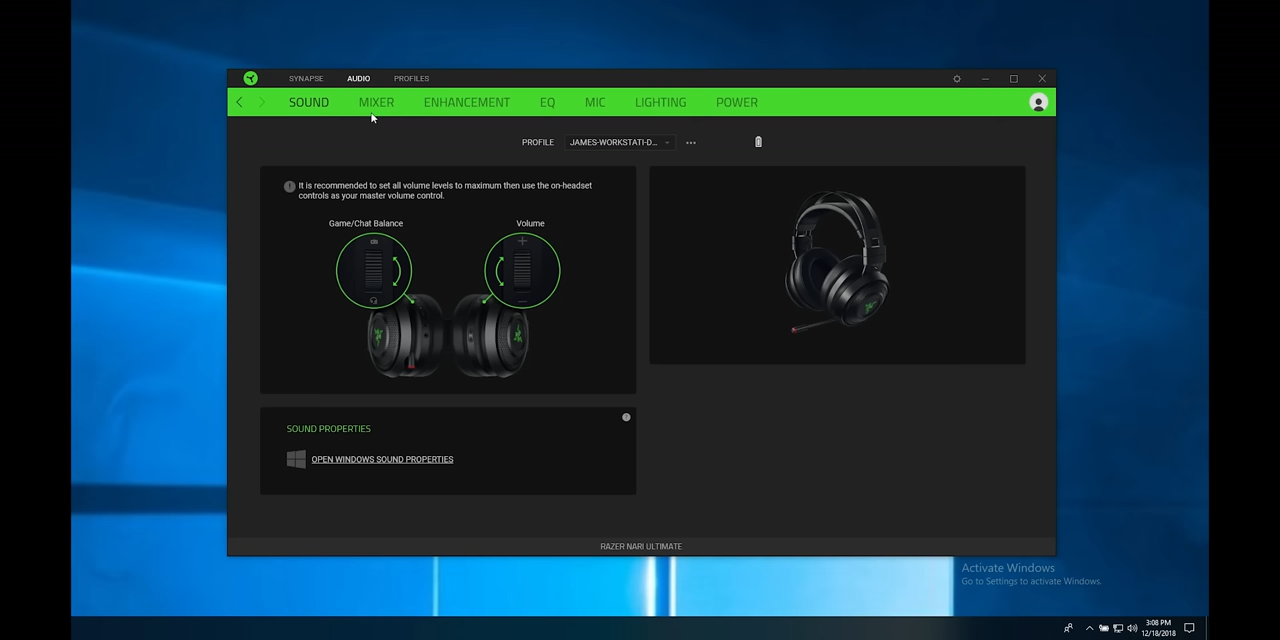 SYNAPSE AUDIO PROFILES
SOUND MIXER ENHANCEMENT EQ MIC LIGHTING POWER
PROFILE JAMES-WORKSTATI-D...
It is recommended to set all volume levels to maximum then use the on-headset
controls as your master volume control.
Game/Chat Balance Volume
SOUND PROPERTIES
OPEN WINDOWS SOUND PROPERTIES
RAZER NARI ULTIMATE
Activate Windows
Go to Settings to activate Windows.
3:08 PM
12/18/2018